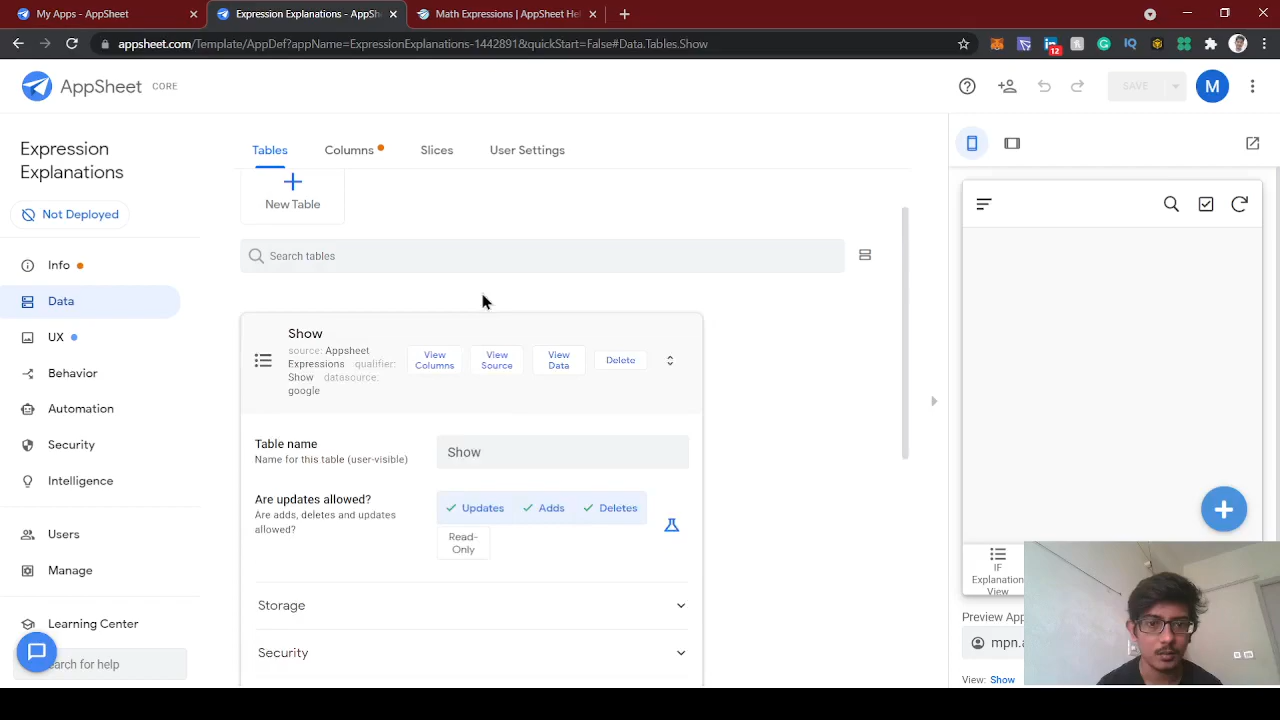 My Apps - AppSheet
Expression Explanations - AppSh
Math Expressions | AppSheet Hel
appsheet.com/Template/AppDef?appName=ExpressionExplanations-1442891&quickStart=False#Data.Tables.Show
12
AppSheet CORE
SAVE
M
Expression
Explanations
Not Deployed
Info
Data
UX
Behavior
Automation
Security
Intelligence
Users
Manage
Learning Center
earch for help
Tables
Columns
Slices
User Settings
New Table
Search tables
Show
source: Appsheet
Expressions qualifier:
Show datasource:
google
View
Columns
View
Source
View
Data
Delete
Table name
Name for this table (user-visible)
Show
Are updates allowed?
Are adds, deletes and updates
allowed?
Updates
Adds
Deletes
Read-
Only
Storage
Security
IF
Explanation
View
Preview App
mpn.a
View: Show